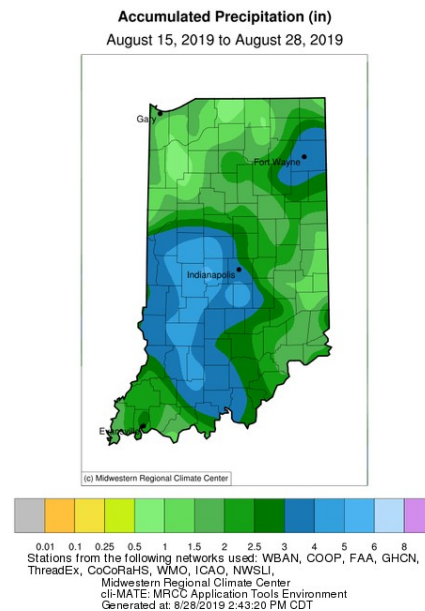 Accumulated Precipitation (in)
August 15, 2019 to August 28, 2019
Gary
Fort Wayne
Indianapolis
(c) Midwestern Regional Climate Center
0.01 0.1 0.25 0.5 1 1.5 2 2.5 3 4 5 6 8
Stations from the following networks used: WBAN, COOP, FAA, GHCN,
ThreadEx, CoCoRaHS, WMO, ICAO, NWSLI,
Midwestern Regional Climate Center
cli-MATE: MRCC Application Tools Environment
Generated at: 8/28/2019 2:43:20 PM CDT